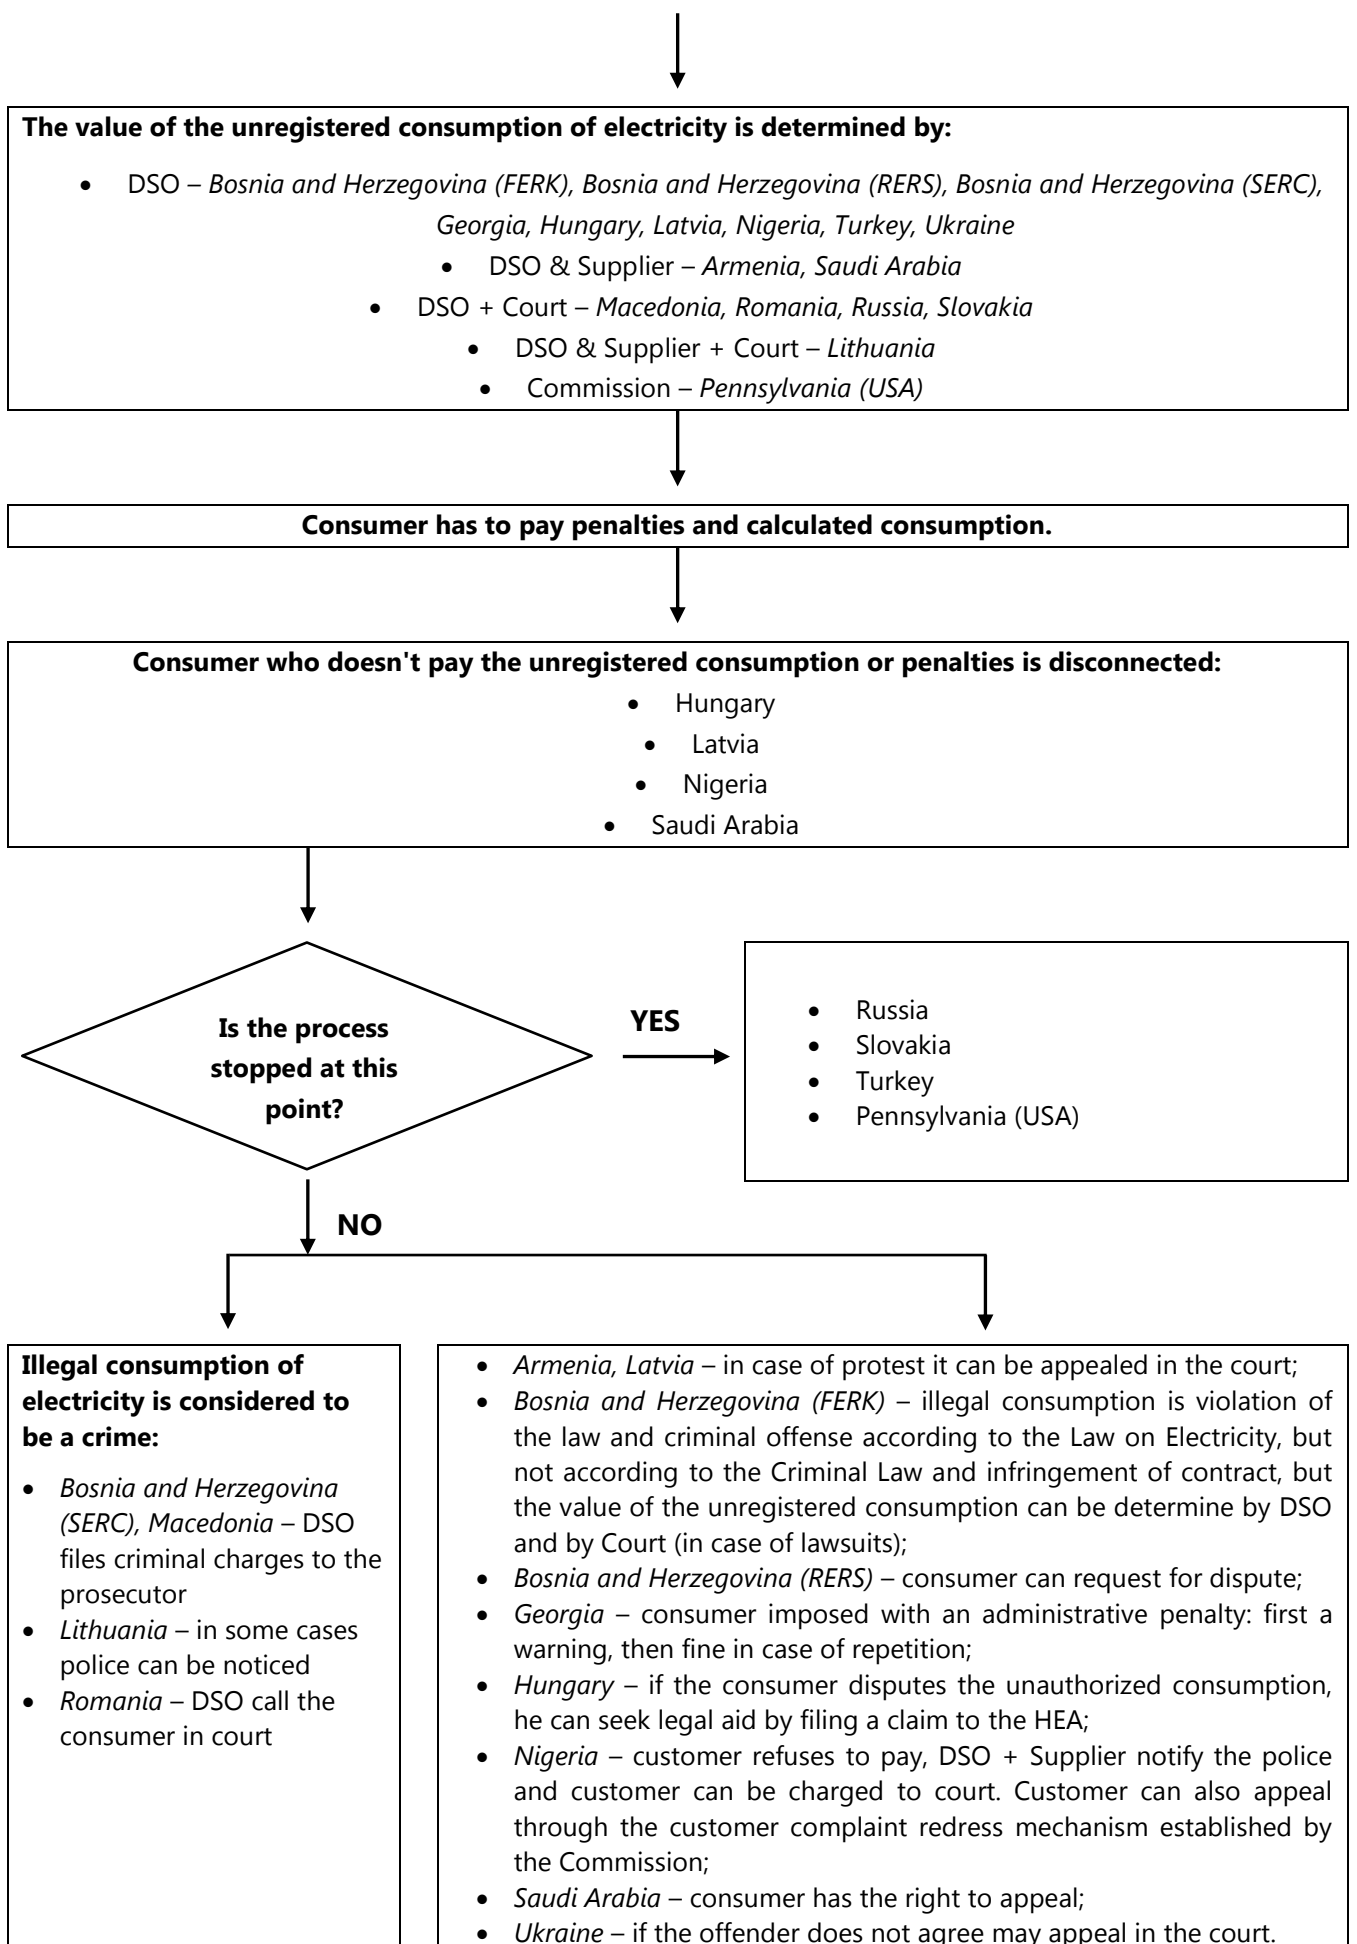 The value of the unregistered consumption of electricity is determined by:
• DSO – Bosnia and Herzegovina (FERK), Bosnia and Herzegovina (RERS), Bosnia and Herzegovina (SERC),
Georgia, Hungary, Latvia, Nigeria, Turkey, Ukraine
• DSO & Supplier – Armenia, Saudi Arabia
• DSO + Court – Macedonia, Romania, Russia, Slovakia
• DSO & Supplier + Court – Lithuania
• Commission – Pennsylvania (USA)
Consumer has to pay penalties and calculated consumption.
Consumer who doesn't pay the unregistered consumption or penalties is disconnected:
• Hungary
• Latvia
• Nigeria
• Saudi Arabia
Is the process
stopped at this
point?
YES
• Russia
• Slovakia
• Turkey
• Pennsylvania (USA)
NO
Illegal consumption of
electricity is considered to
be a crime:
• Bosnia and Herzegovina
(SERC), Macedonia – DSO
files criminal charges to the
prosecutor
• Lithuania – in some cases
police can be noticed
• Romania – DSO call the
consumer in court
• Armenia, Latvia – in case of protest it can be appealed in the court;
• Bosnia and Herzegovina (FERK) – illegal consumption is violation of
the law and criminal offense according to the Law on Electricity, but
not according to the Criminal Law and infringement of contract, but
the value of the unregistered consumption can be determine by DSO
and by Court (in case of lawsuits);
• Bosnia and Herzegovina (RERS) – consumer can request for dispute;
• Georgia – consumer imposed with an administrative penalty: first a
warning, then fine in case of repetition;
• Hungary – if the consumer disputes the unauthorized consumption,
he can seek legal aid by filing a claim to the HEA;
• Nigeria – customer refuses to pay, DSO + Supplier notify the police
and customer can be charged to court. Customer can also appeal
through the customer complaint redress mechanism established by
the Commission;
• Saudi Arabia – consumer has the right to appeal;
• Ukraine – if the offender does not agree may appeal in the court.